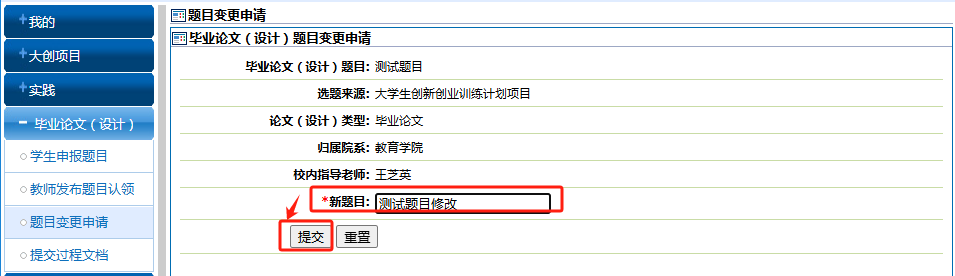 我的
大创项目
实践
毕业论文（设计）
学生申报题目
教师发布题目认领
题目变更申请
提交过程文档
题目变更申请
毕业论文（设计）题目变更申请
毕业论文（设计）题目: 测试题目
选题来源: 大学生创新创业训练计划项目
论文（设计）类型: 毕业论文
归属院系: 教育学院
校内指导老师: 王芝英
*新题目: 测试题目修改
提交 重置